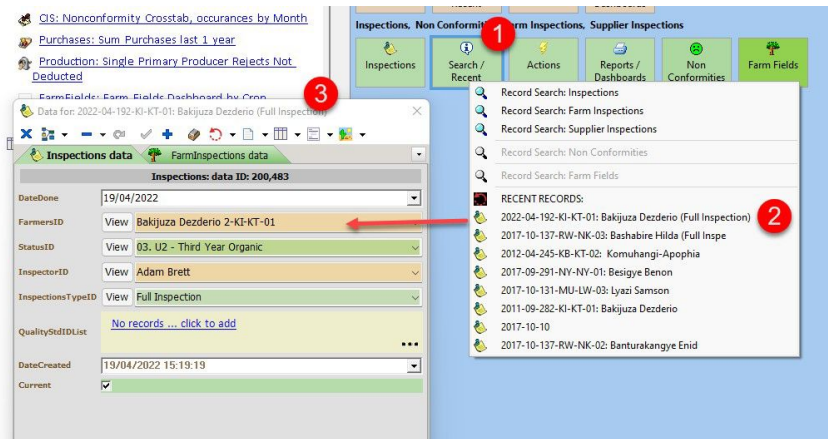 CIS: Nonconformity Crosstab, occurances by Month
Purchases: Sum Purchases last 1 year
Production: Single Primary Producer Rejects Not
Deducted
FarmFields: Farm Fields Dashboard by Crop
Dashboards
Inspections, Non Conformities, Farm Inspections, Supplier Inspections
1
Inspections
Search /
Recent
Actions
Reports /
Dashboards
Non
Conformities
Farm Fields
Record Search: Inspections
Record Search: Farm Inspections
Record Search: Supplier Inspections
Record Search: Non Conformities
Record Search: Farm Fields
RECENT RECORDS:
2022-04-192-KI-KT-01: Bakijuza Dezderio (Full Inspection)
2
2017-10-137-RW-NK-03: Bashabire Hilda (Full Inspe
2012-04-245-KB-KT-02: Komuhangi-Apophia
2017-09-291-NY-NY-01: Besigye Benon
2017-10-131-MU-LW-03: Lyazi Samson
2011-09-282-KI-KT-01: Bakijuza Dezderio
2017-10-10
2017-10-137-RW-NK-02: Banturakangye Enid
3
Data for: 2022-04-192-KI-KT-01: Bakijuza Dezderio (Full Inspection)
Inspections data
FarmInspections data
Inspections: data ID: 200,483
DateDone 19/04/2022
FarmersID View Bakijuza Dezderio 2-KI-KT-01
StatusID View 03. U2 - Third Year Organic
InspectorID View Adam Brett
InspectionsTypeID View Full Inspection
QualityStdIDList No records ... click to add
...
DateCreated 19/04/2022 15:19:19
Current